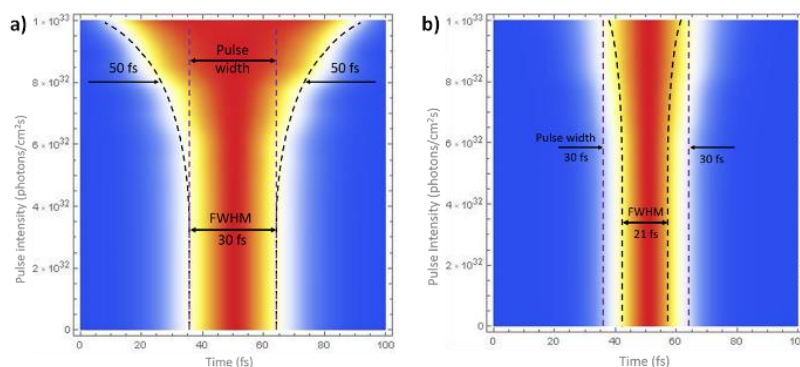 a)
1 × 10³³
8 × 10³²
6 × 10³²
4 × 10³²
2 × 10³²
0
Pulse intensity (photons/cm²s)
Pulse
width
50 fs
50 fs
FWHM
30 fs
0
20
40
60
80
100
Time (fs)
b)
1 × 10³³
8 × 10³²
6 × 10³²
4 × 10³²
2 × 10³²
0
Pulse Intensity (photons/cm²s)
Pulse width
30 fs
30 fs
FWHM
21 fs
0
20
40
60
80
100
Time (fs)